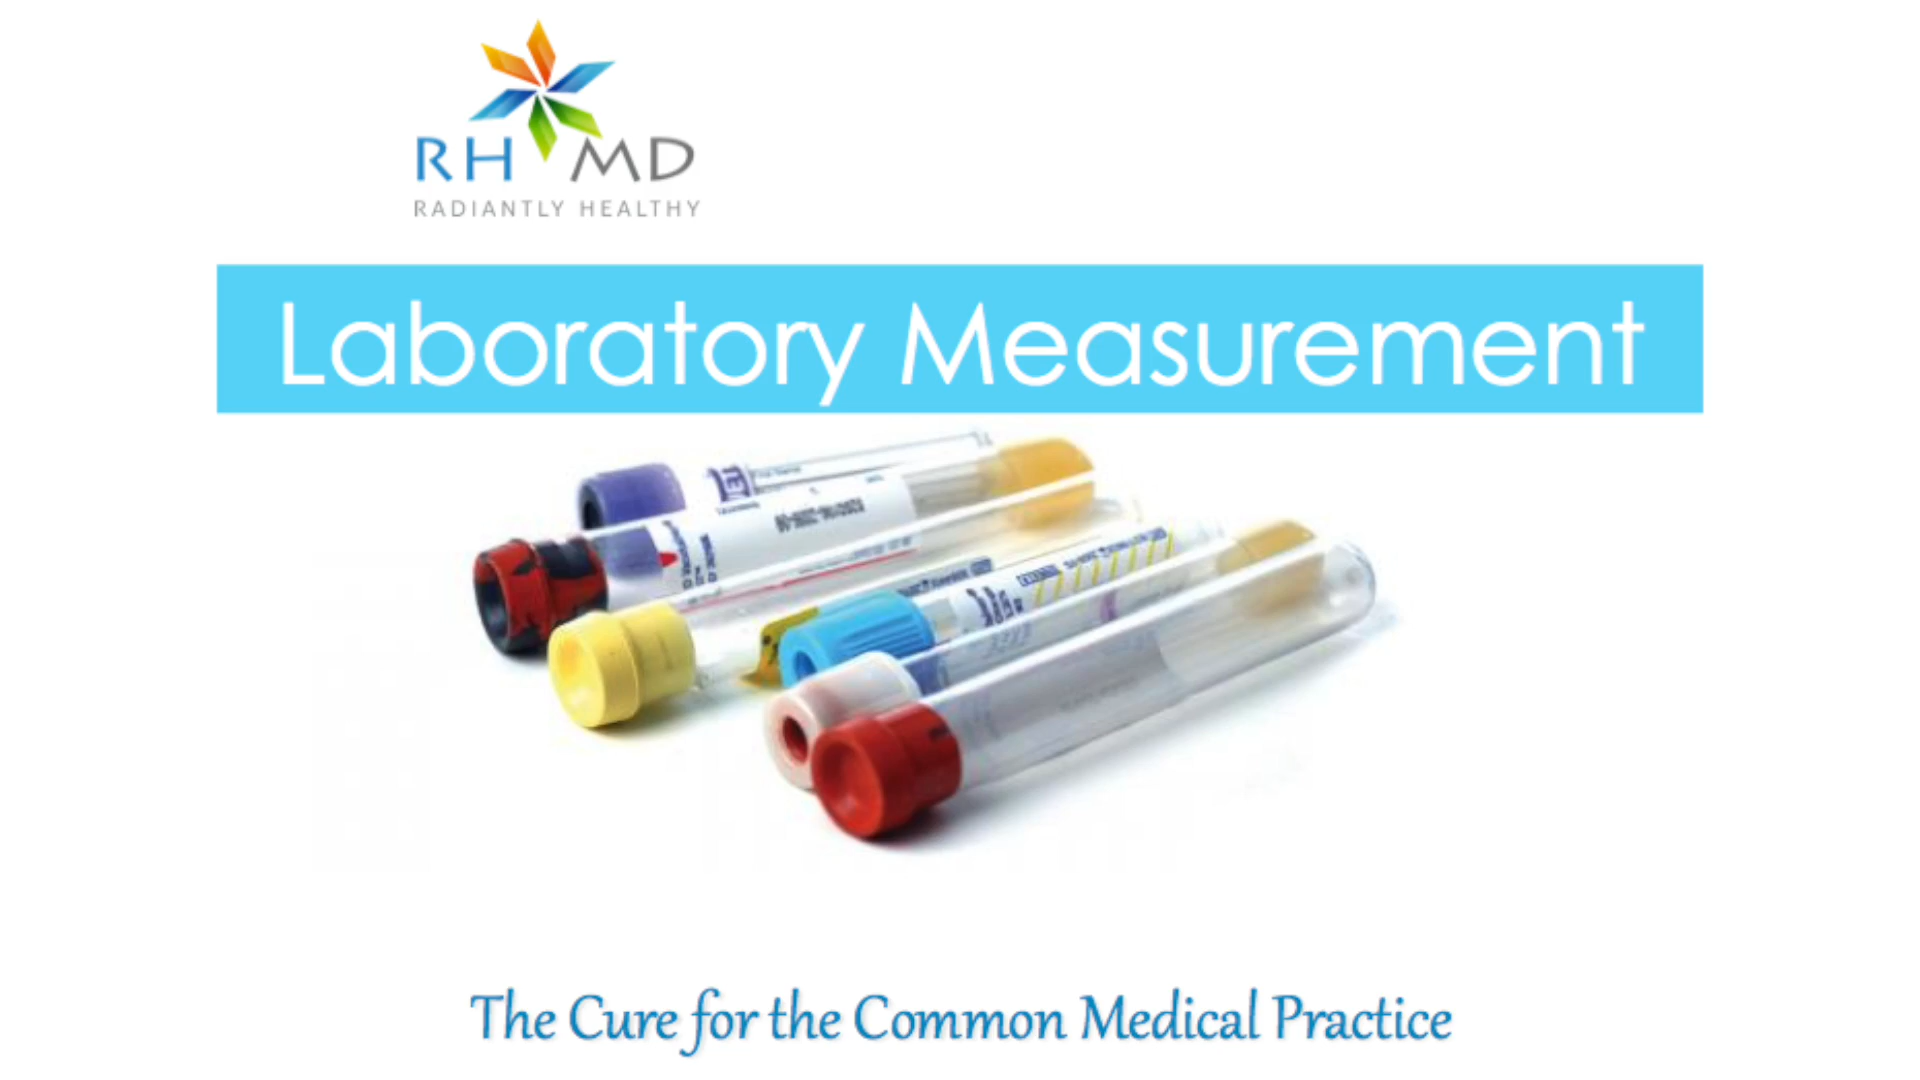 RH MD
RADIANTLY HEALTHY
Laboratory Measurement
The Cure for the Common Medical Practice